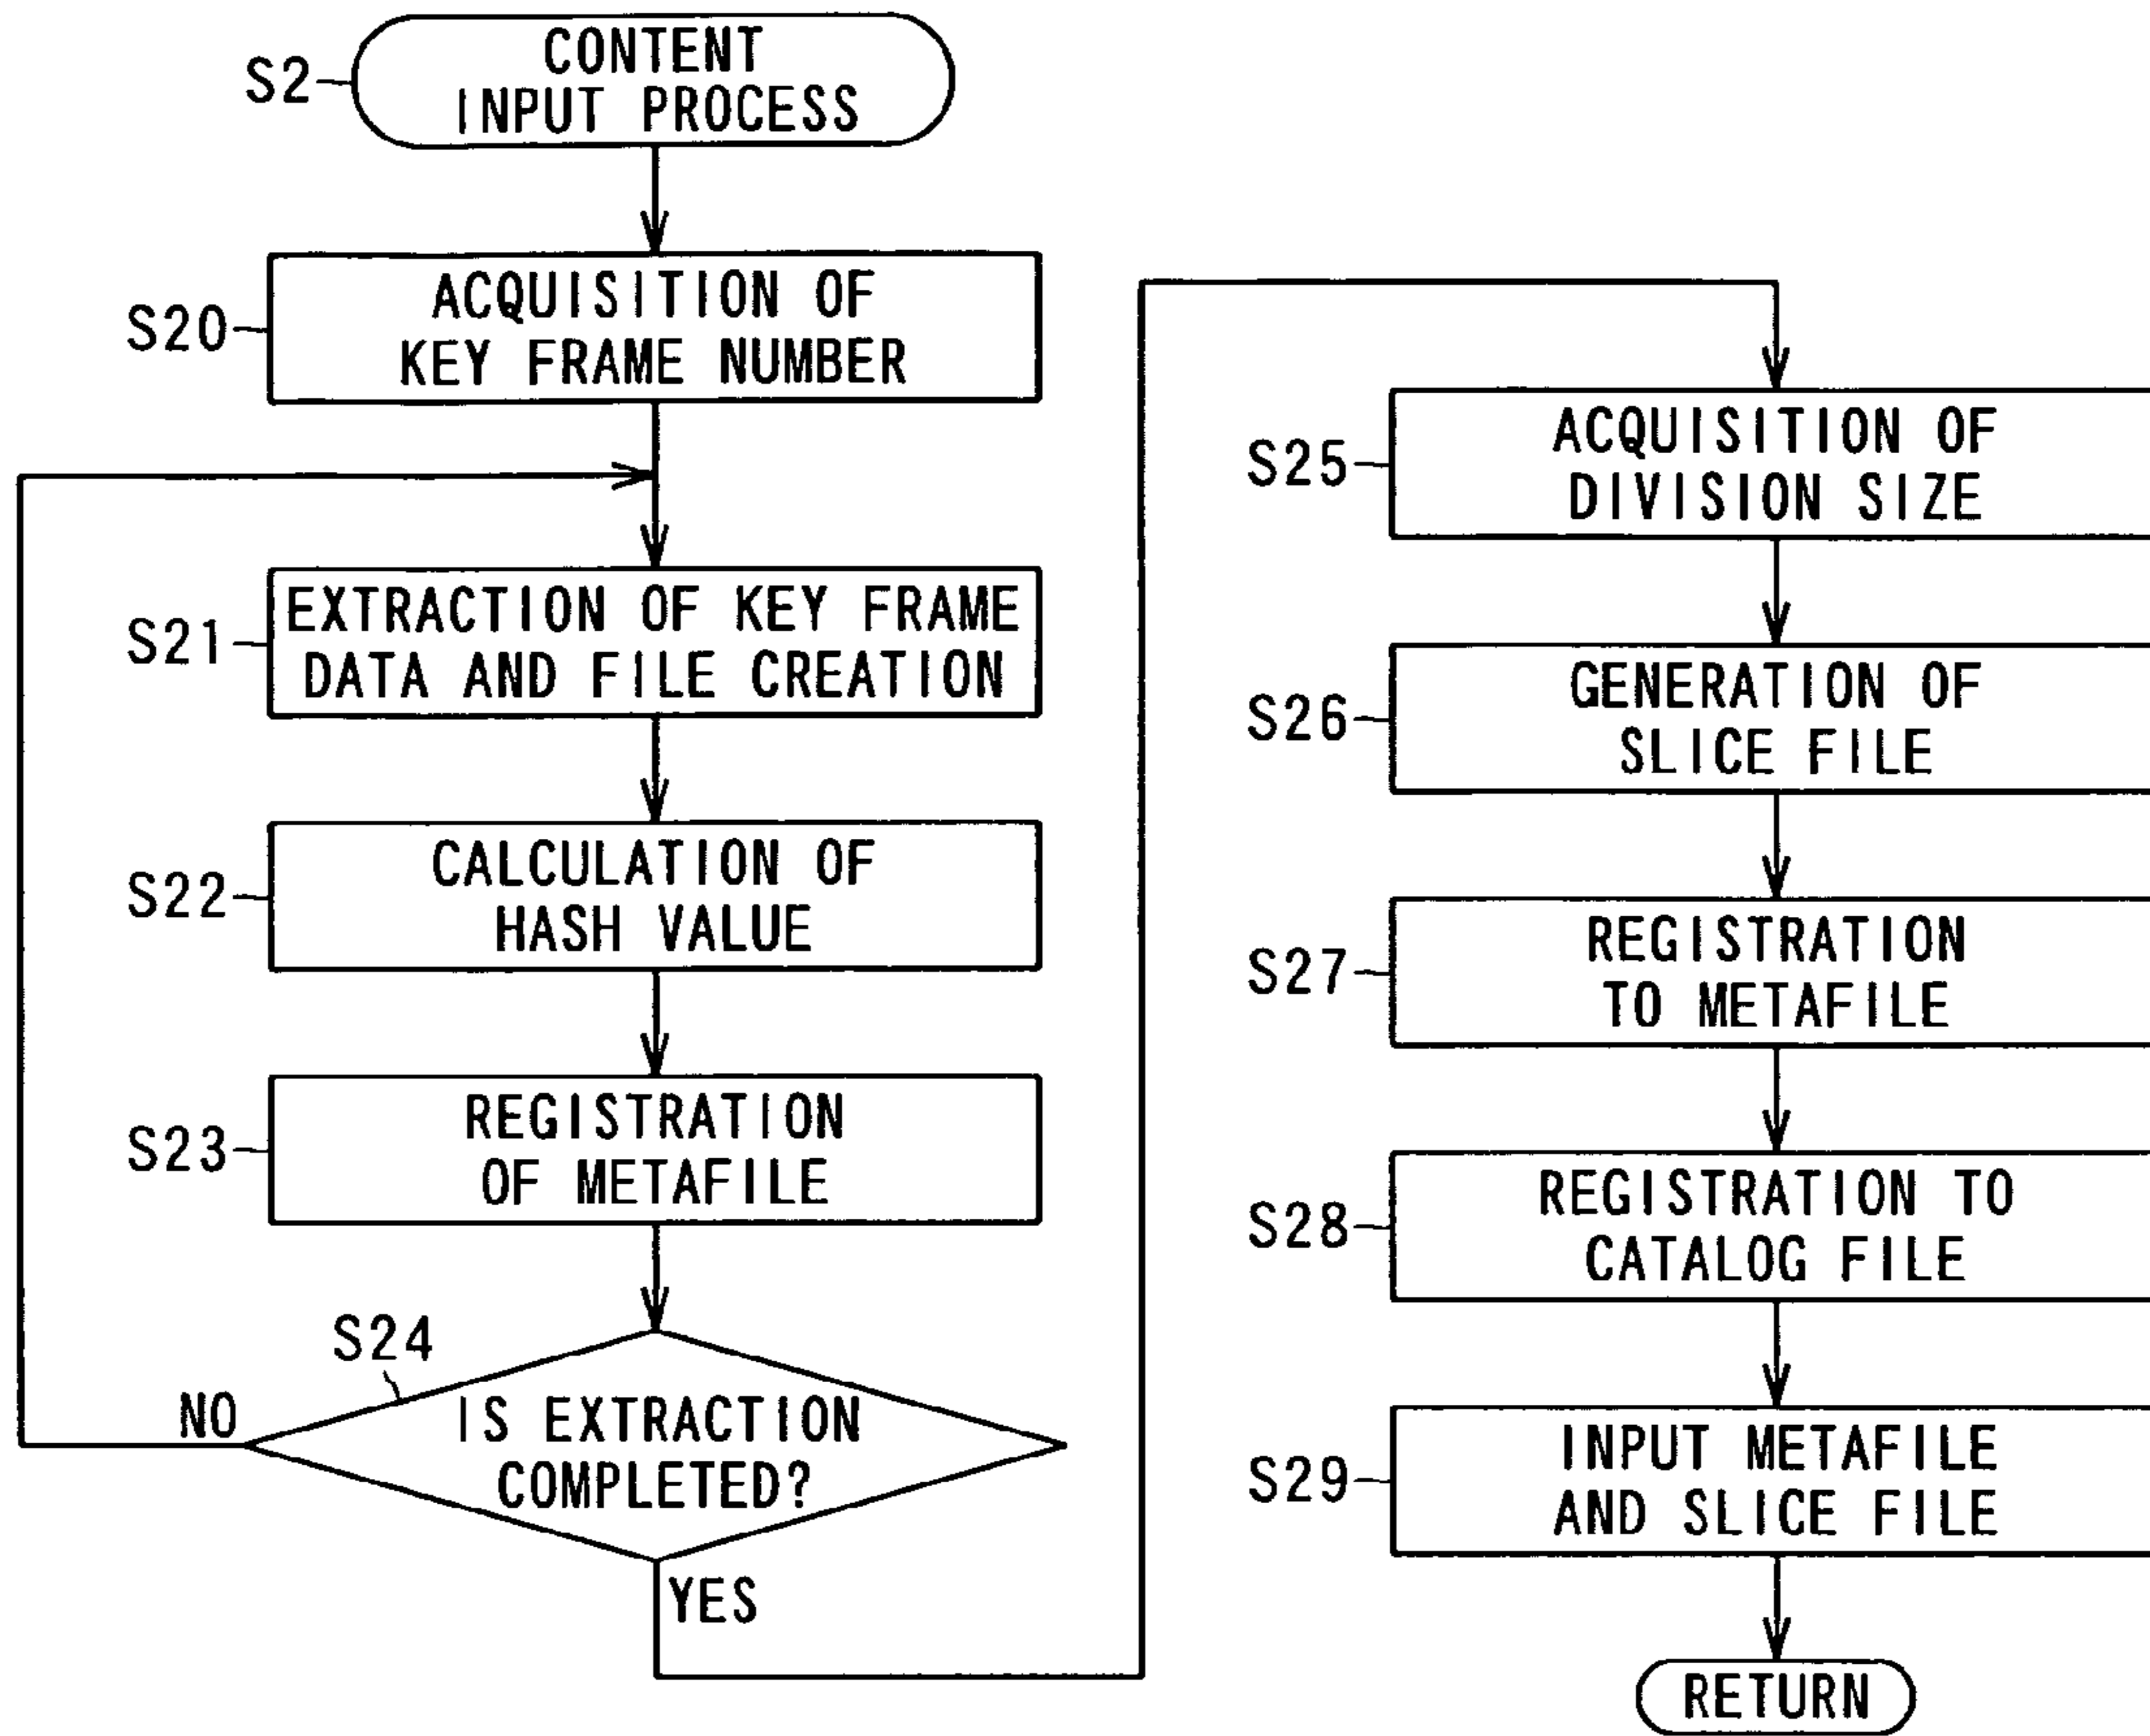 S2
CONTENT
INPUT PROCESS
S20
ACQUISITION OF
KEY FRAME NUMBER
S21
EXTRACTION OF KEY FRAME
DATA AND FILE CREATION
S22
CALCULATION OF
HASH VALUE
S23
REGISTRATION
OF METAFILE
S24
NO
IS EXTRACTION
COMPLETED?
YES
S25
ACQUISITION OF
DIVISION SIZE
S26
GENERATION OF
SLICE FILE
S27
REGISTRATION
TO METAFILE
S28
REGISTRATION TO
CATALOG FILE
S29
INPUT METAFILE
AND SLICE FILE
RETURN